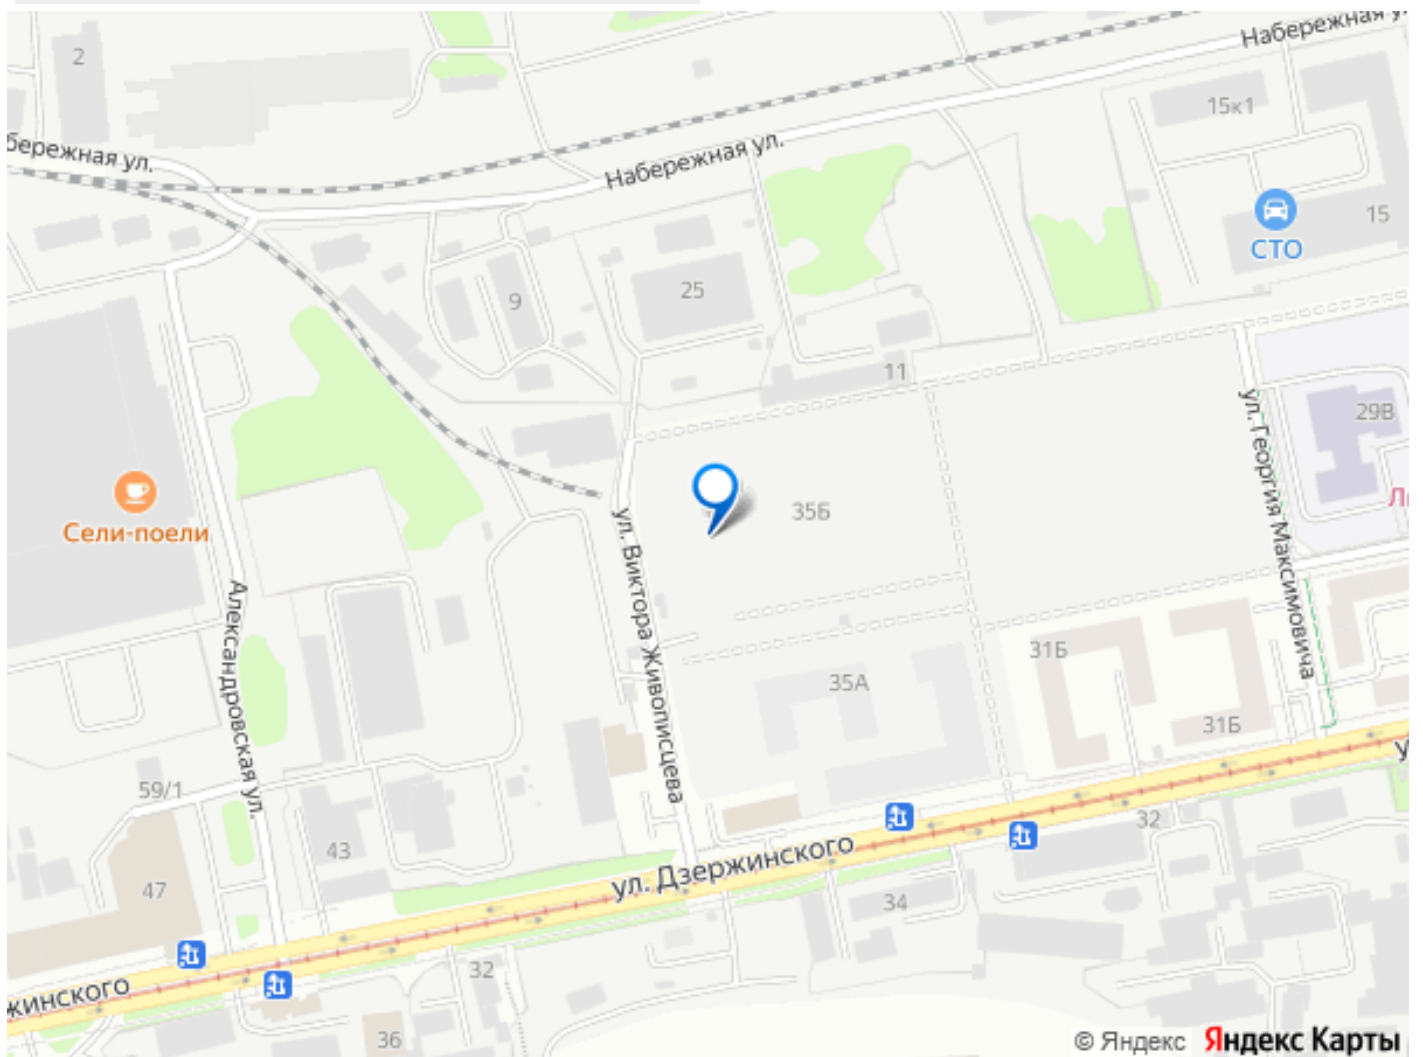 2
Набережная у
15к1
бережная ул.
Набережная ул.
15
СТО
9
25
11
29В
ул. Георгия Максимовича
35Б
Сели-поели
ул. Виктора Живописцева
Александровская ул.
31Б
35А
31Б
59/1
32
43
ул. Дзержинского
47
34
32
жинского
36
© Яндекс Яндекс Карты